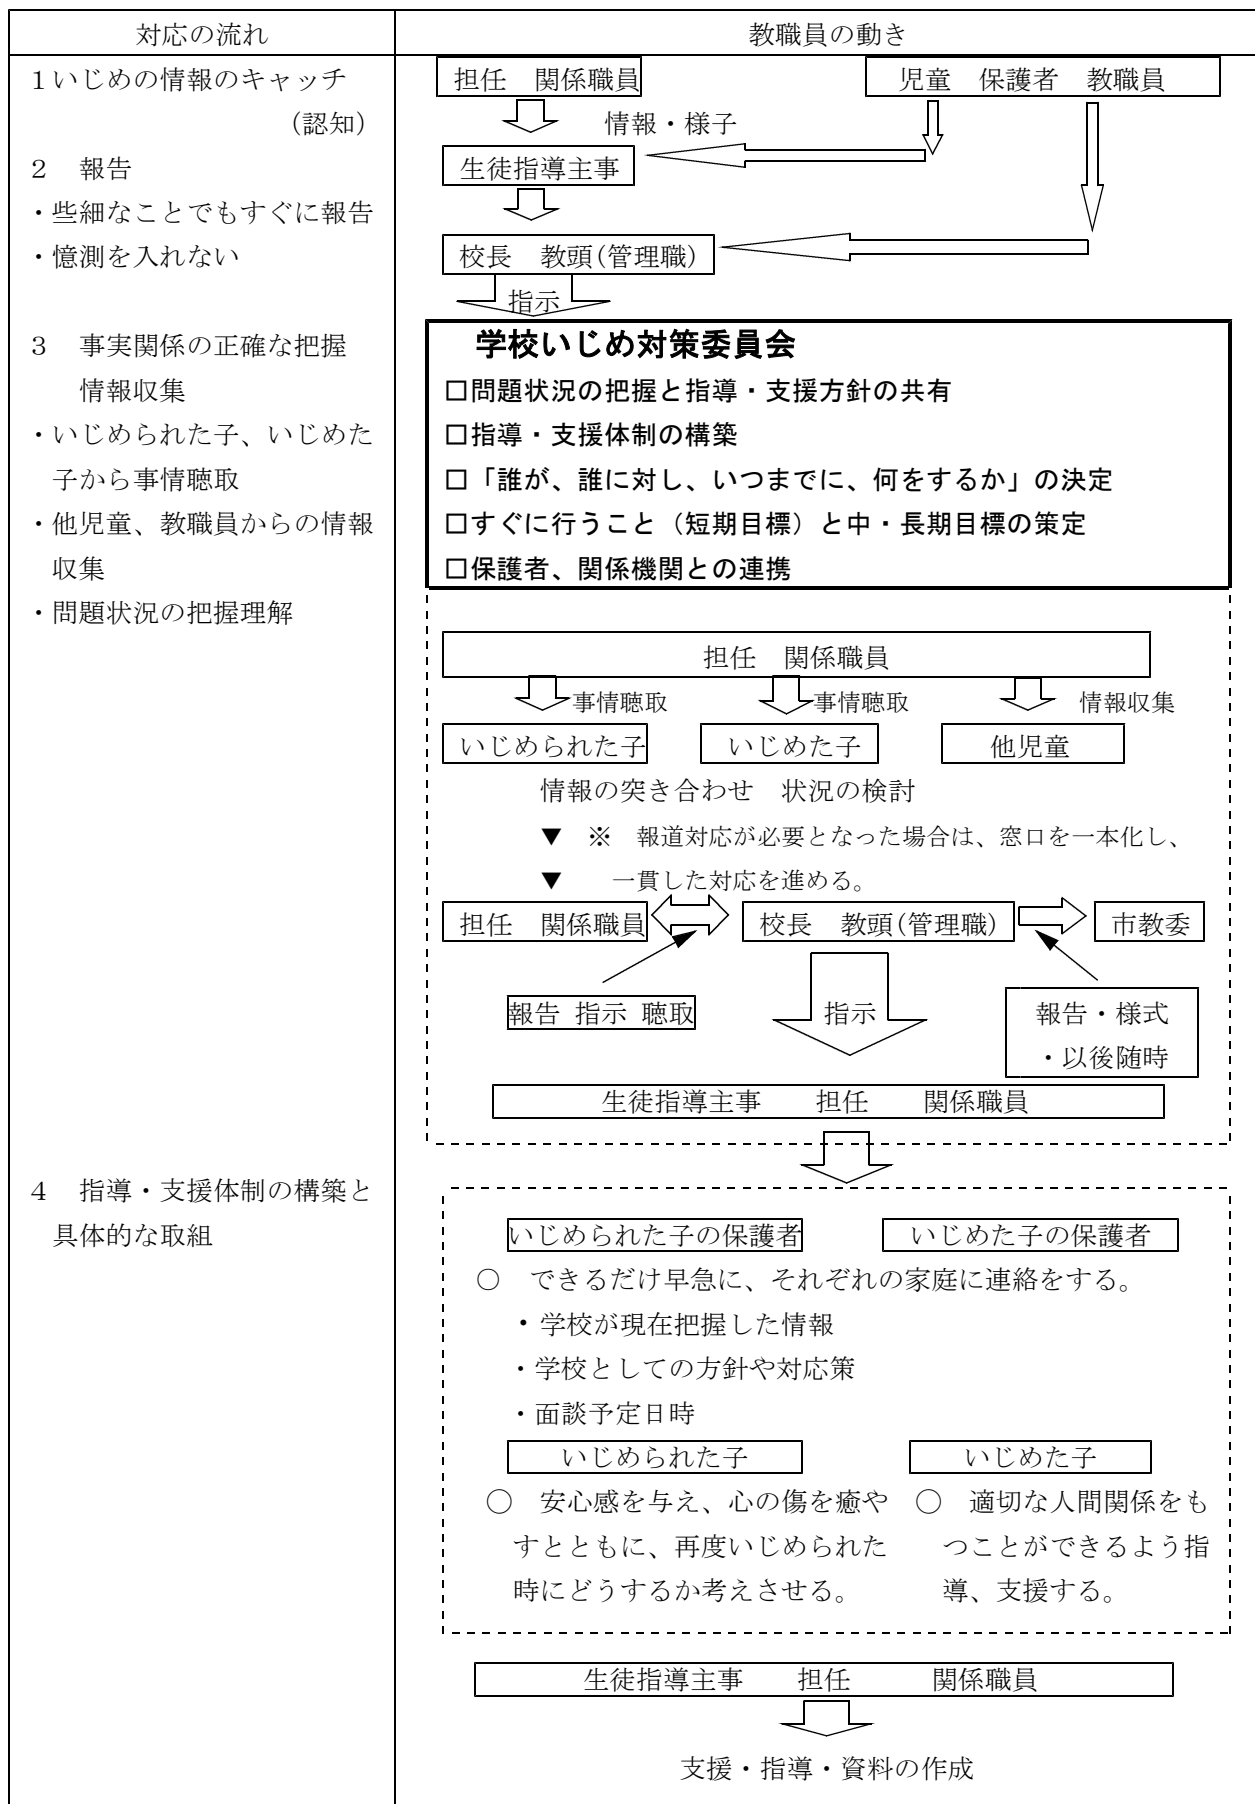 対応の流れ
教職員の動き
1いじめの情報のキャッチ
(認知)
2 報告
・些細なことでもすぐに報告
・憶測を入れない
3 事実関係の正確な把握
情報収集
・いじめられた子、いじめた
子から事情聴取
・他児童、教職員からの情報
収集
・問題状況の把握理解
4 指導・支援体制の構築と
具体的な取組
担任 関係職員
児童 保護者 教職員
情報・様子
生徒指導主事
校長 教頭(管理職)
指示
学校いじめ対策委員会
□問題状況の把握と指導・支援方針の共有
□指導・支援体制の構築
□「誰が、誰に対し、いつまでに、何をするか」の決定
□すぐに行うこと（短期目標）と中・長期目標の策定
□保護者、関係機関との連携
担任 関係職員
事情聴取
事情聴取
情報収集
いじめられた子
いじめた子
他児童
情報の突き合わせ 状況の検討
▼ ※ 報道対応が必要となった場合は、窓口を一本化し、
▼ 一貫した対応を進める。
担任 関係職員
校長 教頭(管理職)
市教委
報告 指示 聴取
指示
報告・様式
・以後随時
生徒指導主事 担任 関係職員
いじめられた子の保護者
いじめた子の保護者
○ できるだけ早急に、それぞれの家庭に連絡をする。
・学校が現在把握した情報
・学校としての方針や対応策
・面談予定日時
いじめられた子
いじめた子
○ 安心感を与え、心の傷を癒や
すとともに、再度いじめられた
時にどうするか考えさせる。
○ 適切な人間関係をも
つことができるよう指
導、支援する。
生徒指導主事 担任 関係職員
支援・指導・資料の作成